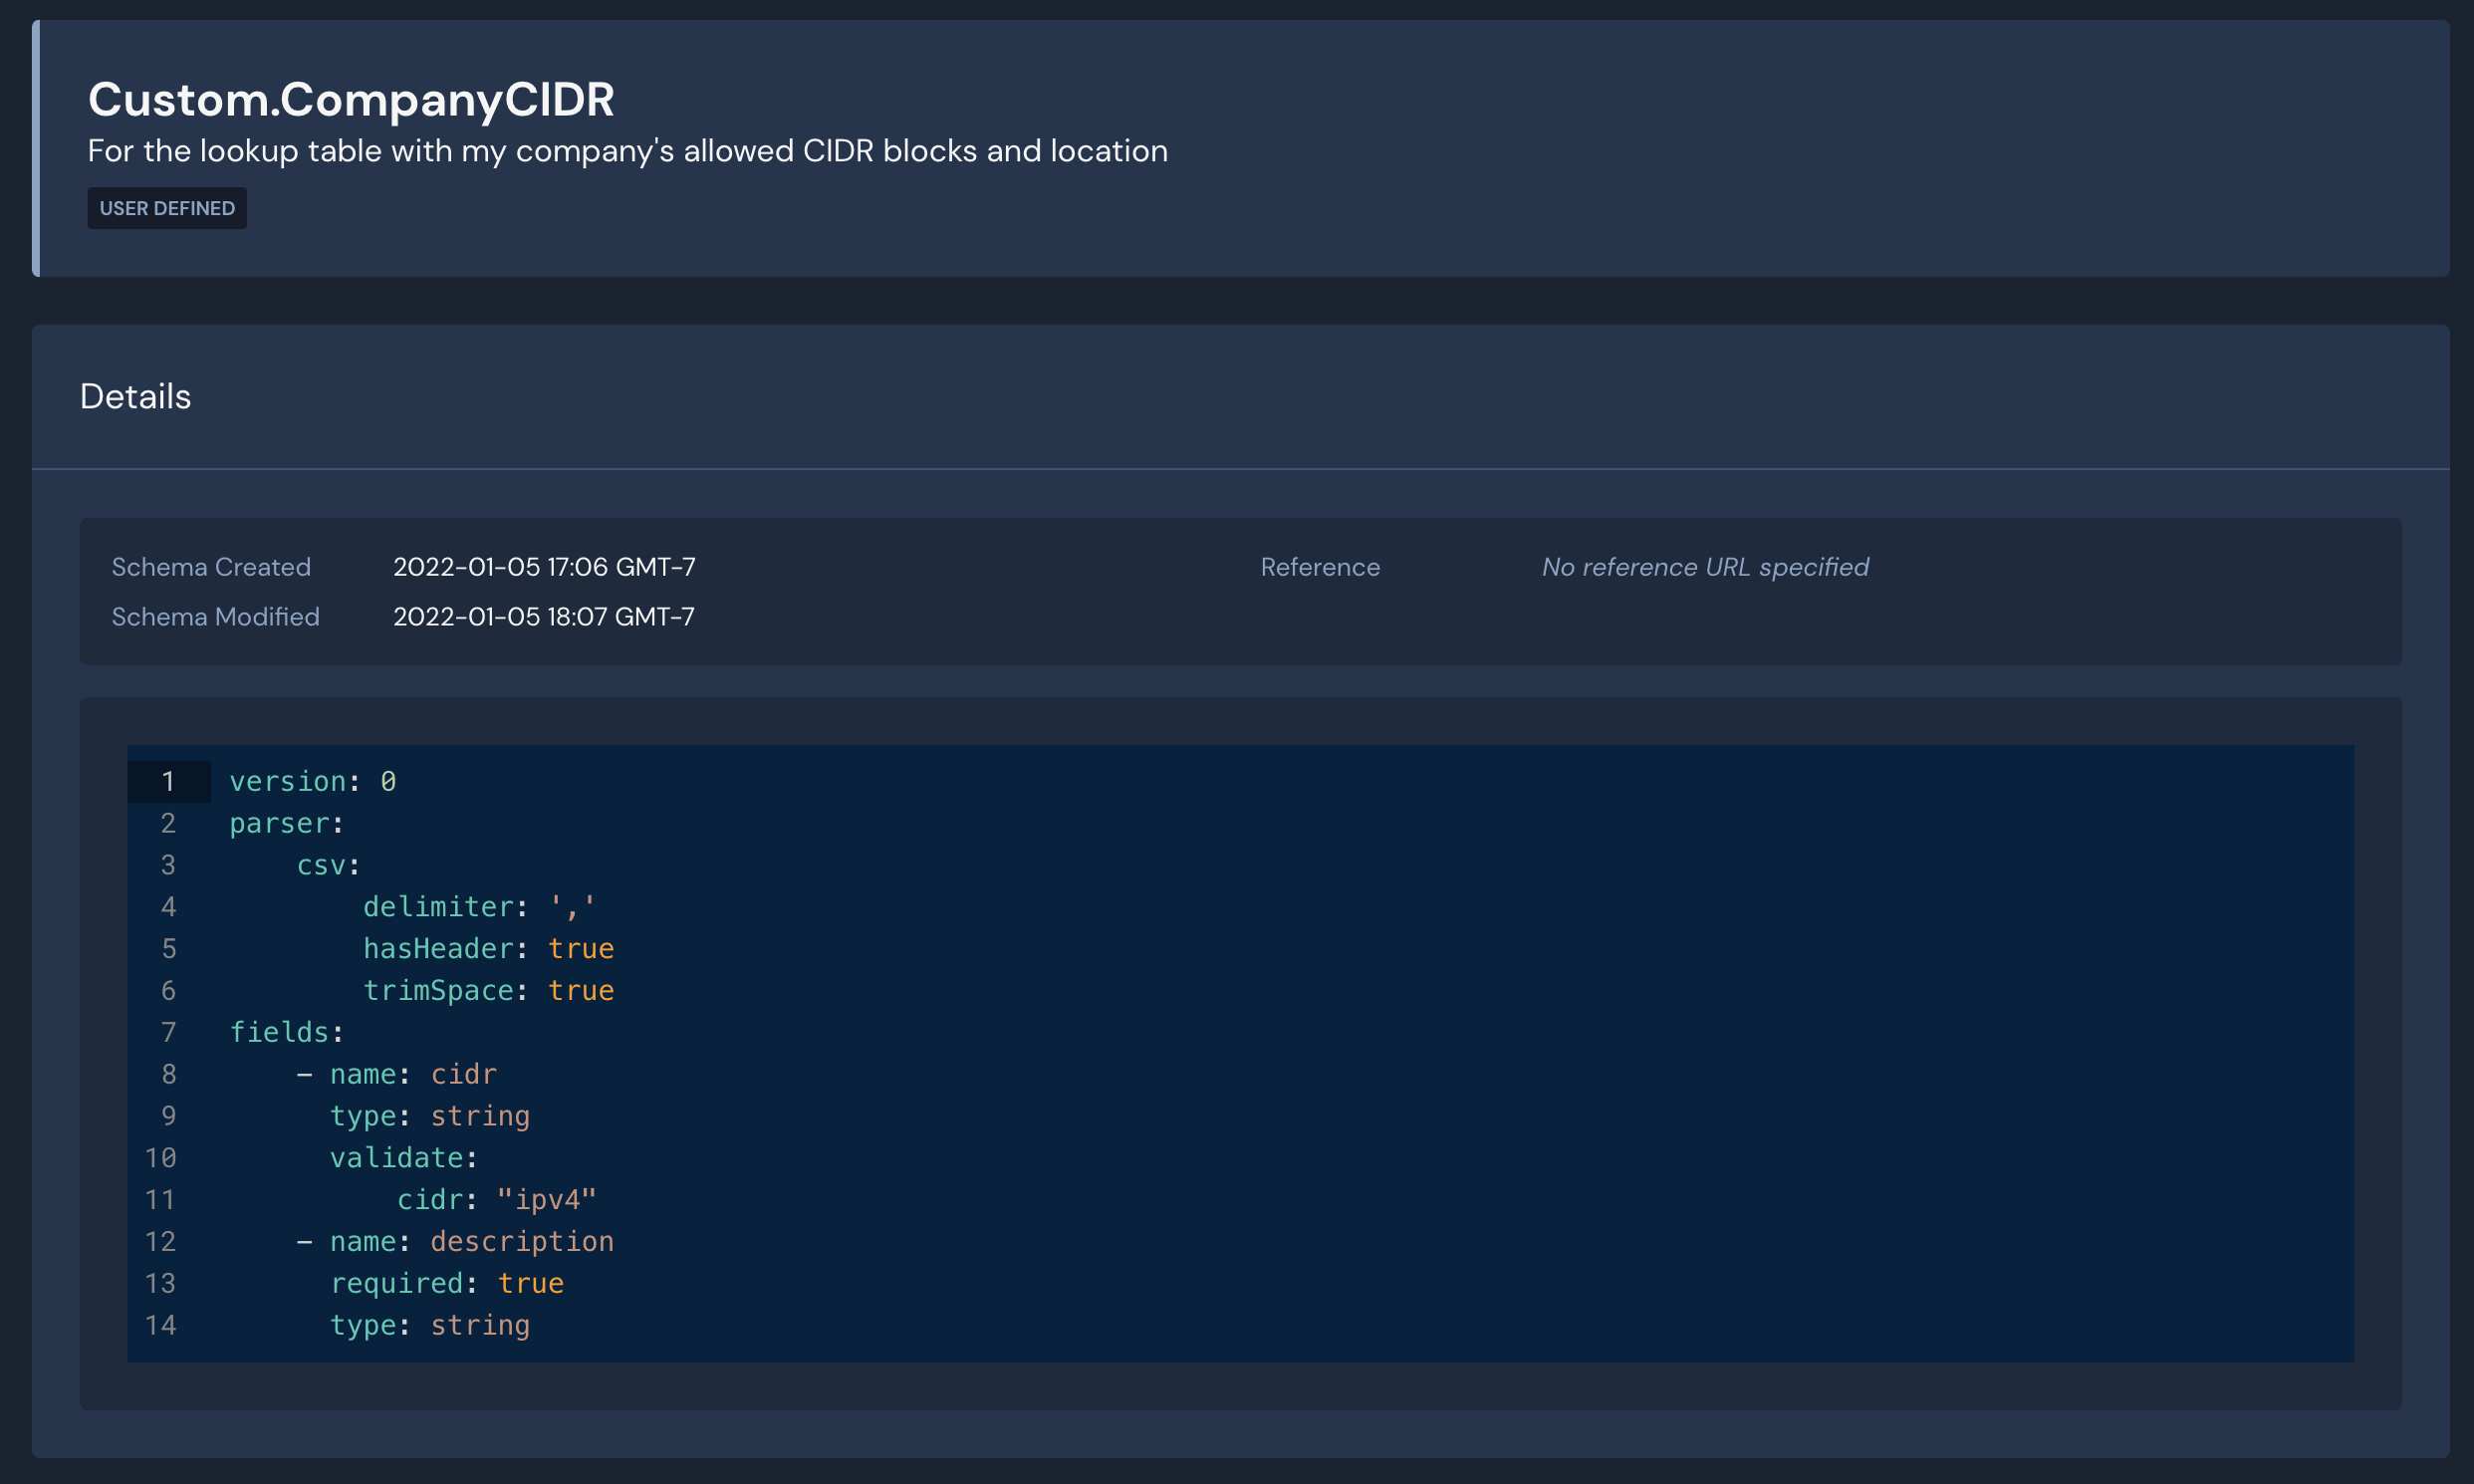 Custom.CompanyCIDR
For the lookup table with my company's allowed CIDR blocks and location
USER DEFINED
Details
Schema Created 2022-01-05 17:06 GMT-7 Reference No reference URL specified
Schema Modified 2022-01-05 18:07 GMT-7
1 version: 0
2 parser:
3     csv:
4         delimiter: ','
5         hasHeader: true
6         trimSpace: true
7 fields:
8     - name: cidr
9       type: string
10       validate:
11           cidr: "ipv4"
12     - name: description
13       required: true
14       type: string